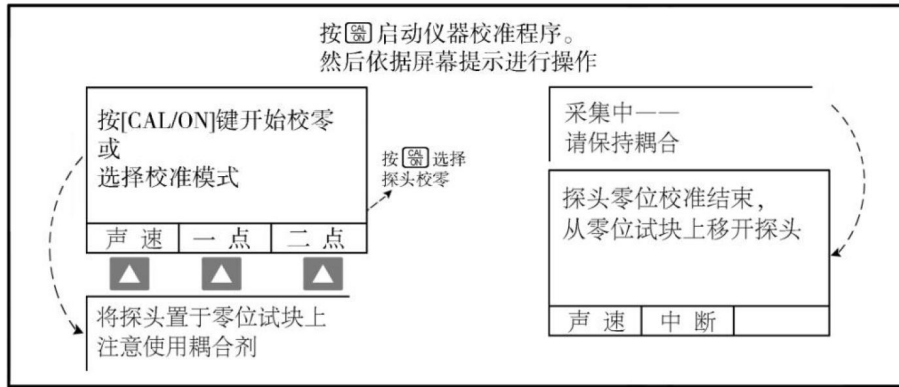 按CAL ON启动仪器校准程序。
然后依据屏幕提示进行操作
按[CAL/ON]键开始校零
或
选择校准模式
声 速 一 点 二 点
按CAL ON选择
探头校零
将探头置于零位试块上
注意使用耦合剂
采集中——
请保持耦合
探头零位校准结束，
从零位试块上移开探头
声 速 中 断